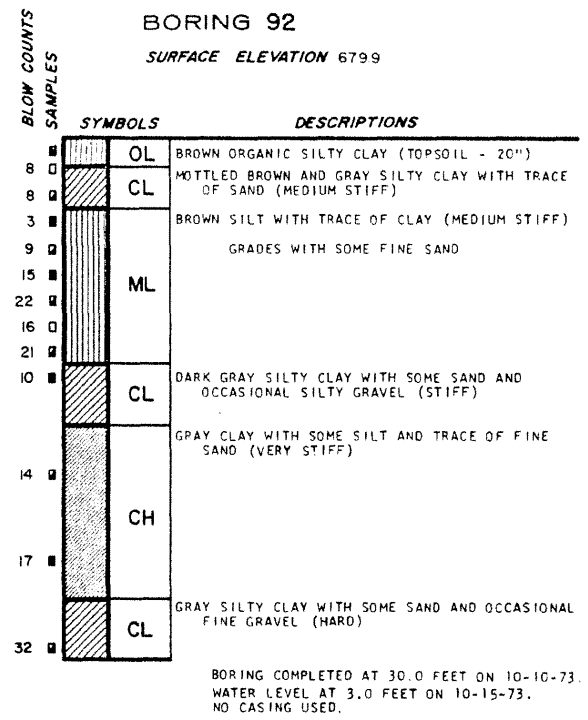 BORING 92
SURFACE ELEVATION 6799
BLOW COUNTS
SAMPLES
SYMBOLS DESCRIPTIONS
OL BROWN ORGANIC SILTY CLAY (TOPSOIL - 20")
8
CL MOTTLED BROWN AND GRAY SILTY CLAY WITH TRACE
OF SAND (MEDIUM STIFF)
8
3 BROWN SILT WITH TRACE OF CLAY (MEDIUM STIFF)
9 GRADES WITH SOME FINE SAND
15
ML
22
16
21
10 DARK GRAY SILTY CLAY WITH SOME SAND AND
CL OCCASIONAL SILTY GRAVEL (STIFF)
GRAY CLAY WITH SOME SILT AND TRACE OF FINE
SAND (VERY STIFF)
14
CH
17
GRAY SILTY CLAY WITH SOME SAND AND OCCASIONAL
CL FINE GRAVEL (HARD)
32
BORING COMPLETED AT 30.0 FEET ON 10-10-73.
WATER LEVEL AT 3.0 FEET ON 10-15-73.
NO CASING USED.